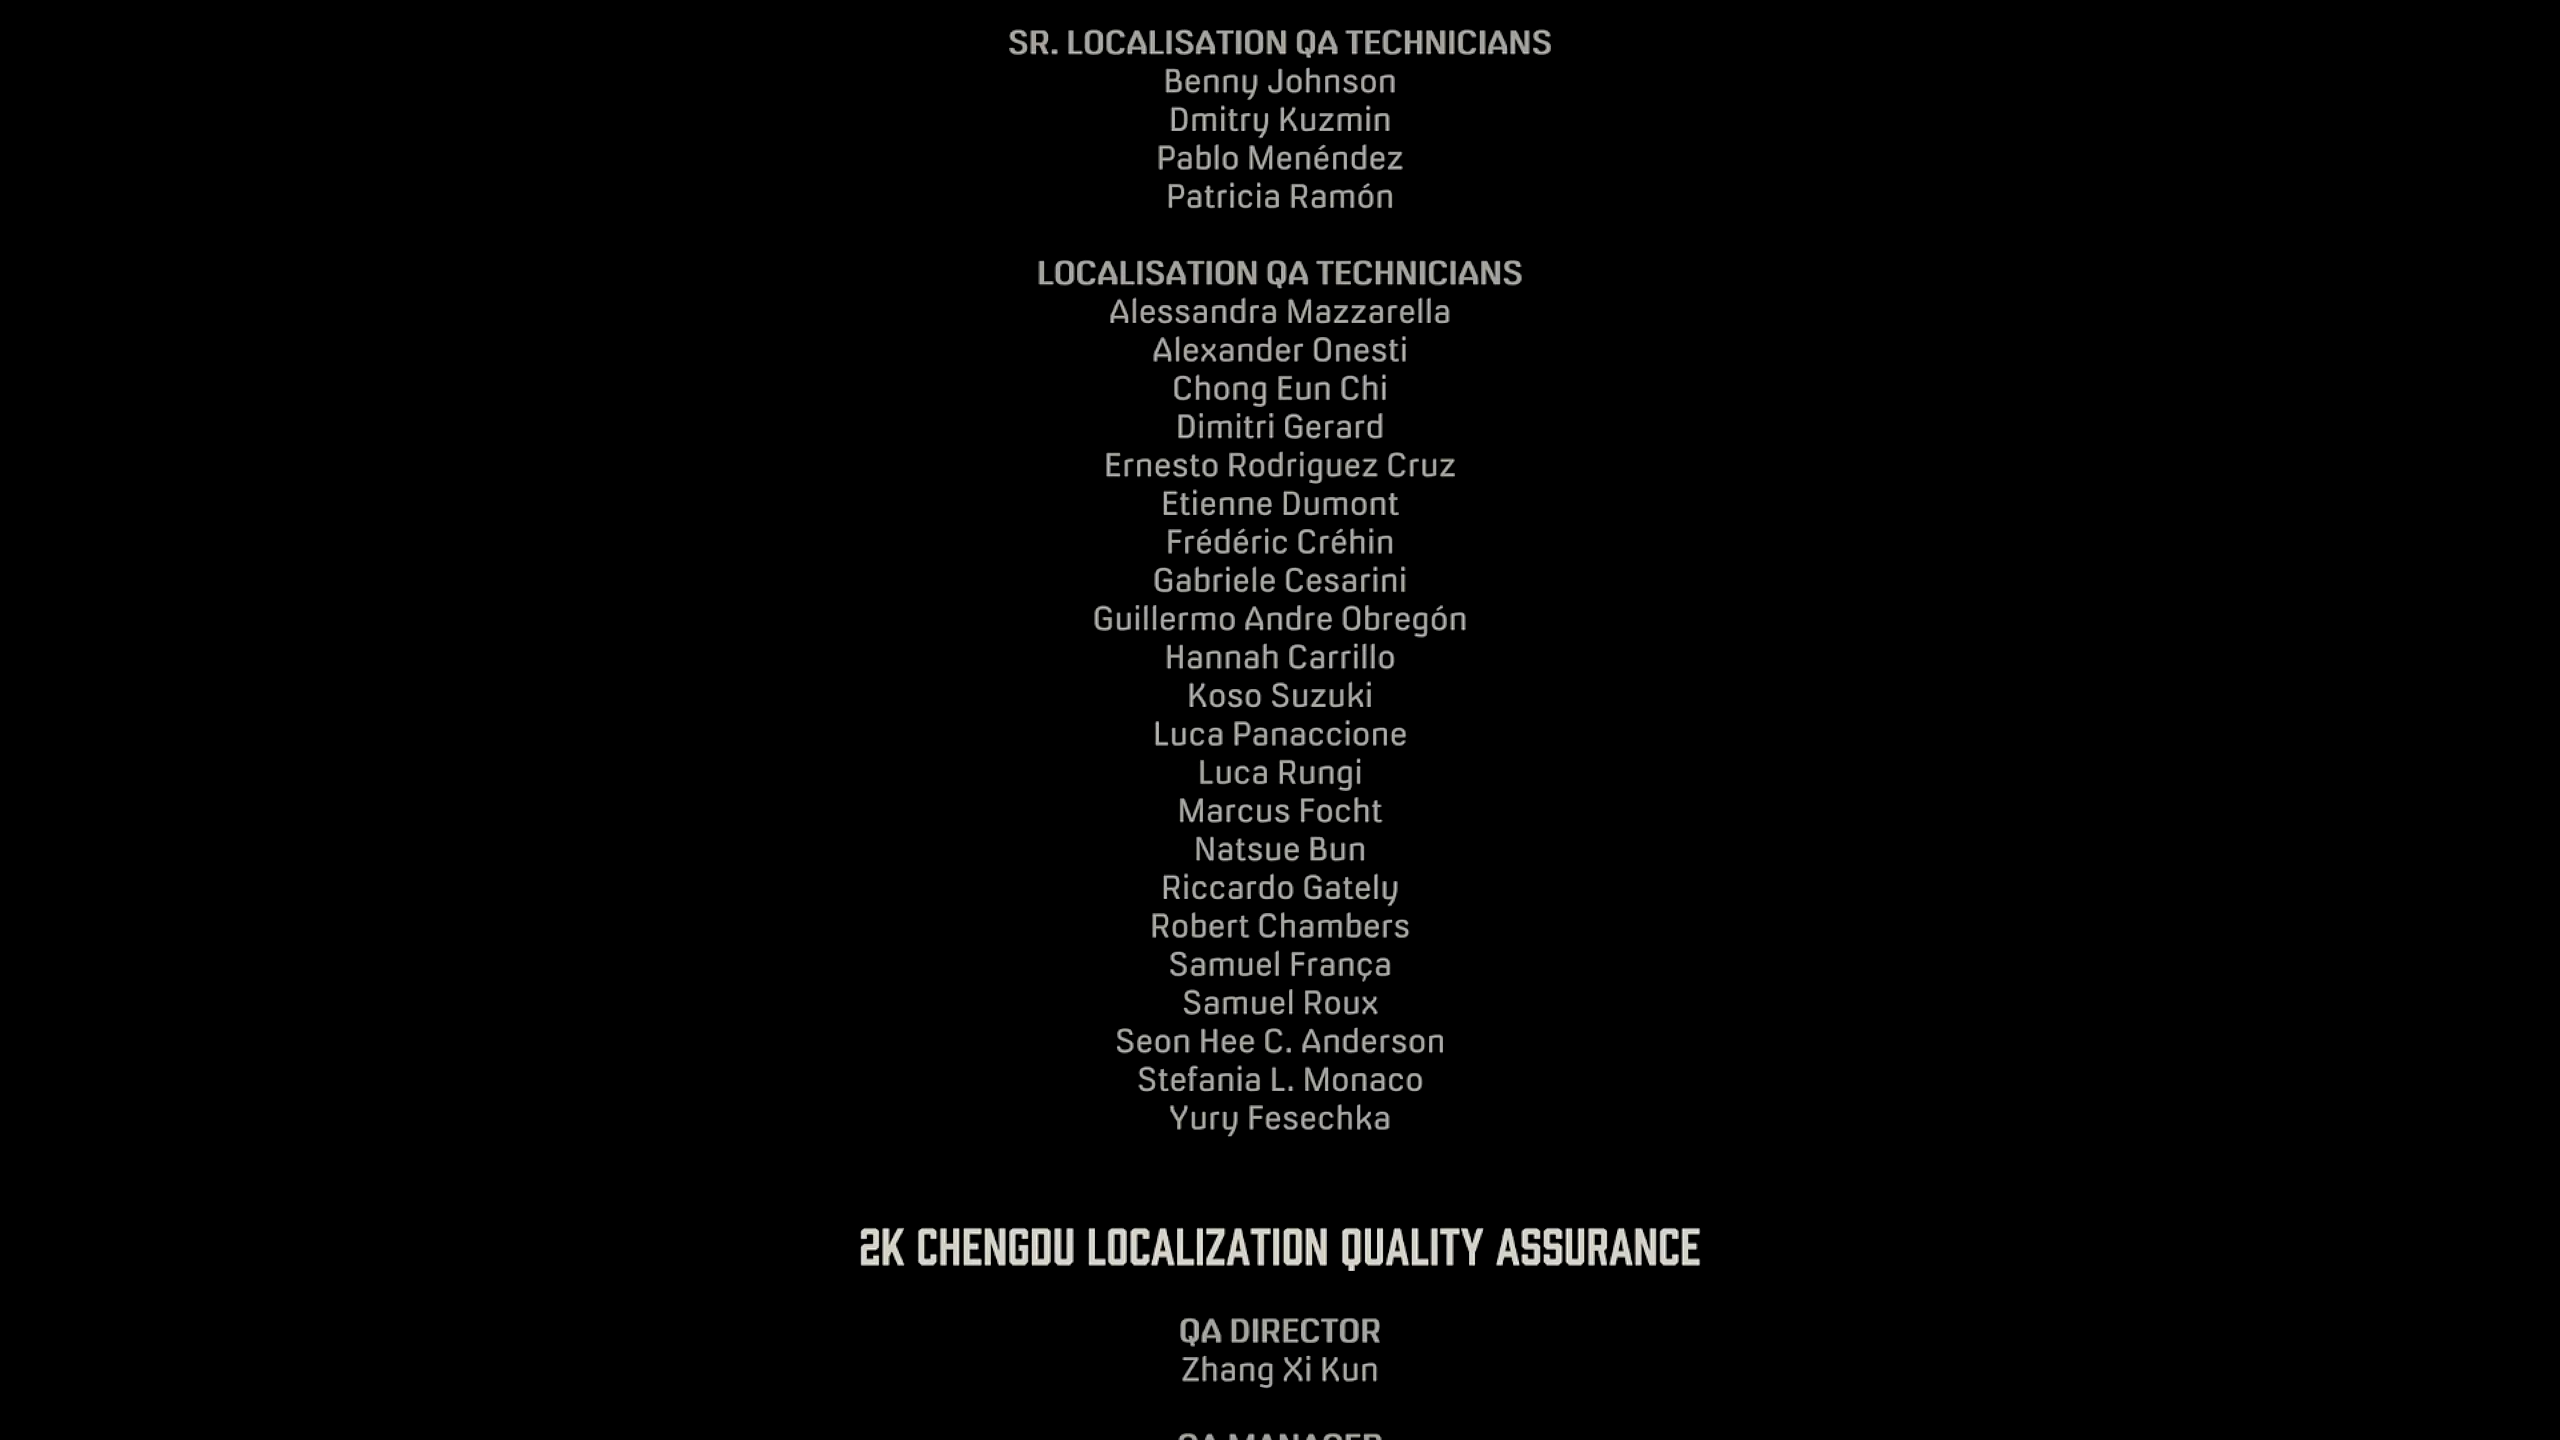 SR. LOCALISATION QA TECHNICIANS
Benny Johnson
Dmitry Kuzmin
Pablo Menéndez
Patricia Ramón
LOCALISATION QA TECHNICIANS
Alessandra Mazzarella
Alexander Onesti
Chong Eun Chi
Dimitri Gerard
Ernesto Rodriguez Cruz
Etienne Dumont
Frédéric Créhin
Gabriele Cesarini
Guillermo Andre Obregón
Hannah Carrillo
Koso Suzuki
Luca Panaccione
Luca Rungi
Marcus Focht
Natsue Bun
Riccardo Gately
Robert Chambers
Samuel França
Samuel Roux
Seon Hee C. Anderson
Stefania L. Monaco
Yury Fesechka
2K CHENGDU LOCALIZATION QUALITY ASSURANCE
QA DIRECTOR
Zhang Xi Kun
QA MANAGER